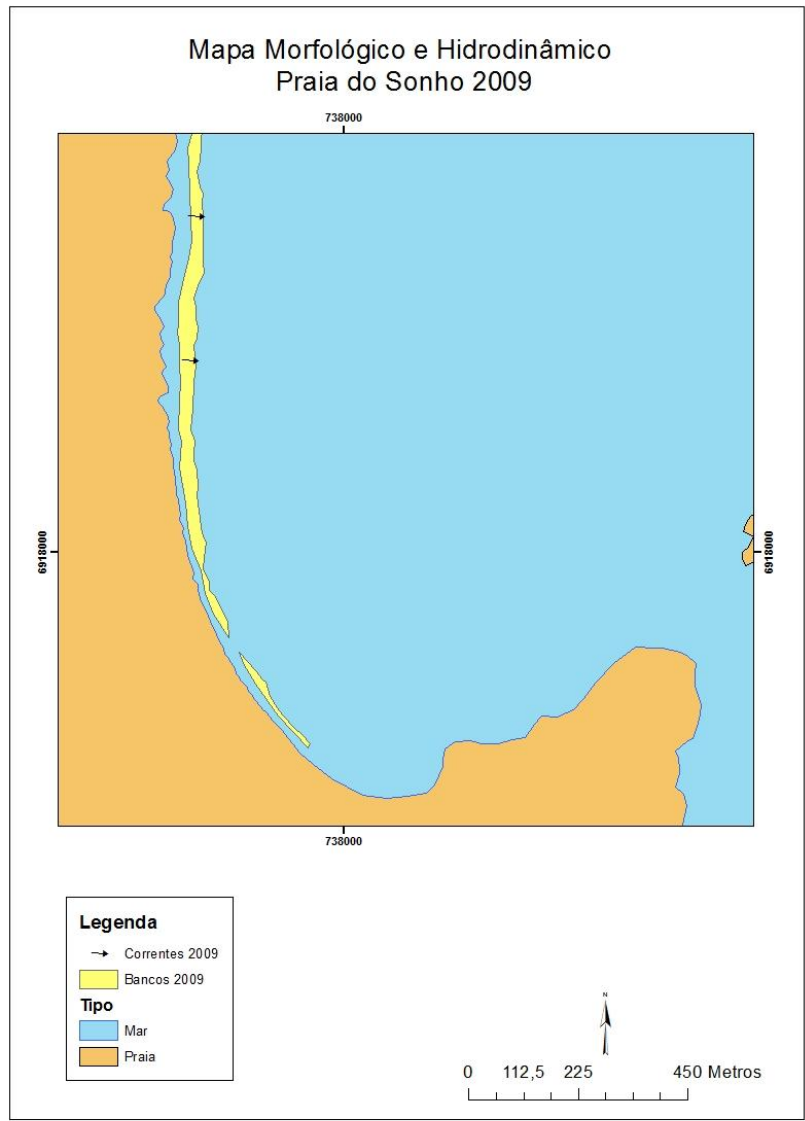 Mapa Morfológico e Hidrodinâmico
Praia do Sonho 2009
738000
6918000
6918000
738000
Legenda
Correntes 2009
Bancos 2009
Tipo
Mar
Praia
N
0 112,5 225 450 Metros